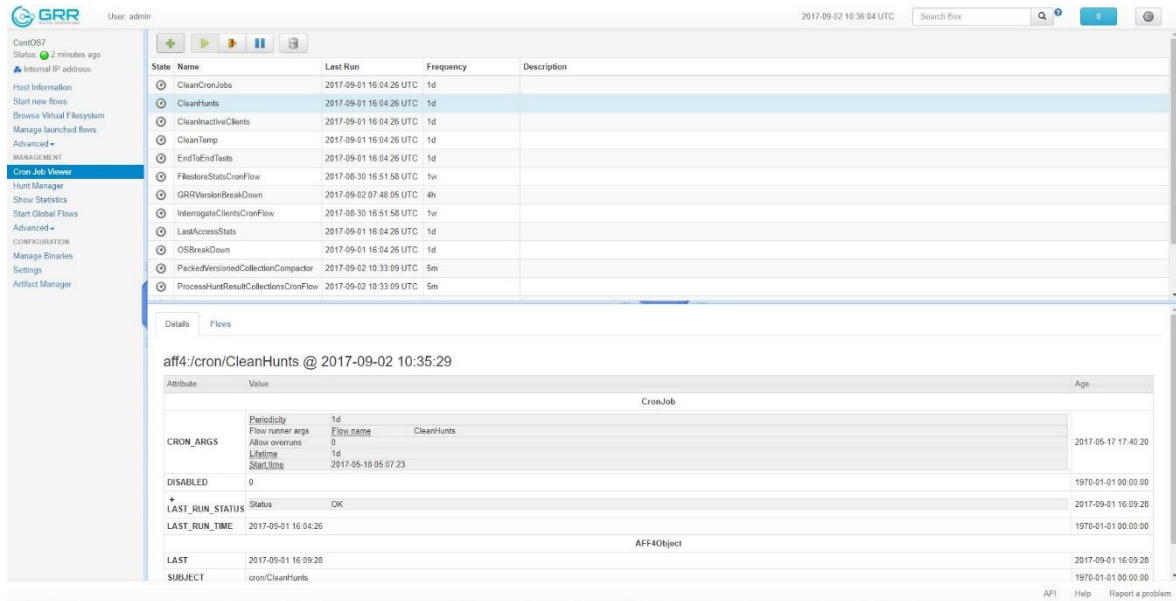 GRR
User: admin
2017-09-02 10:36:04 UTC
Search Box
0
CentOS7
Status: 2 minutes ago
Internal IP address.
Host Information
Start new flows
Browse Virtual Filesystem
Manage launched flows
Advanced
MANAGEMENT
Cron Job Viewer
Hunt Manager
Show Statistics
Start Global Flows
Advanced
CONFIGURATION
Manage Binaries
Settings
Artifact Manager
State Name Last Run Frequency Description
CleanCronJobs 2017-09-01 16:04:26 UTC 1d
CleanHunts 2017-09-01 16:04:26 UTC 1d
CleanInactiveClients 2017-09-01 16:04:26 UTC 1d
CleanTemp 2017-09-01 16:04:26 UTC 1d
EndToEndTests 2017-09-01 16:04:26 UTC 1d
FilestoreStatsCronFlow 2017-08-30 16:51:58 UTC 1w
GRRVersionBreakDown 2017-09-02 07:48:05 UTC 4h
InterrogateClientsCronFlow 2017-08-30 16:51:58 UTC 1w
LastAccessStats 2017-09-01 16:04:26 UTC 1d
OSBreakDown 2017-09-01 16:04:26 UTC 1d
PackedVersionedCollectionCompactor 2017-09-02 10:33:09 UTC 5m
ProcessHuntResultCollectionsCronFlow 2017-09-02 10:33:09 UTC 5m
Details Flows
aff4:/cron/CleanHunts @ 2017-09-02 10:35:29
Attribute Value Age
CronJob
CRON_ARGS
Periodicity 1d
Flow runner args Flow name CleanHunts
Allow overruns 0
Lifetime 1d
Start time 2017-05-18 05:07:23
2017-05-17 17:40:20
DISABLED 0 1970-01-01 00:00:00
+
LAST_RUN_STATUS Status OK 2017-09-01 16:09:28
LAST_RUN_TIME 2017-09-01 16:04:26 1970-01-01 00:00:00
AFF4Object
LAST 2017-09-01 16:09:28 2017-09-01 16:09:28
SUBJECT cron/CleanHunts 1970-01-01 00:00:00
API Help Report a problem